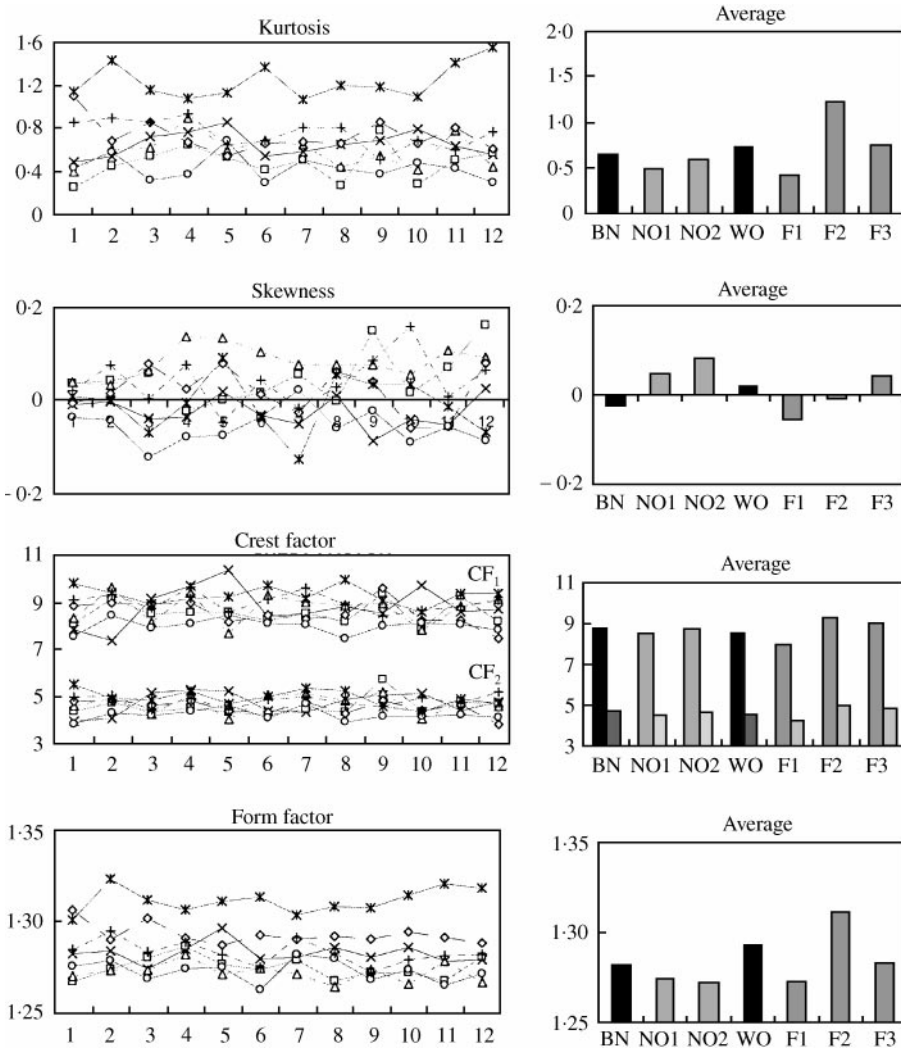 Kurtosis
1·6
1·2
0·8
0·4
0
1 2 3 4 5 6 7 8 9 10 11 12
Average
2·0
1·5
1·0
0·5
0
BN NO1 NO2 WO F1 F2 F3
Skewness
0·2
0
– 0·2
Average
0·2
0
– 0·2
BN NO1 NO2 WO F1 F2 F3
Crest factor
11
9
7
5
3
CF1
CF2
1 2 3 4 5 6 7 8 9 10 11 12
Average
11
9
7
5
3
BN NO1 NO2 WO F1 F2 F3
Form factor
1·35
1·30
1·25
1 2 3 4 5 6 7 8 9 10 11 12
Average
1·35
1·30
1·25
BN NO1 NO2 WO F1 F2 F3